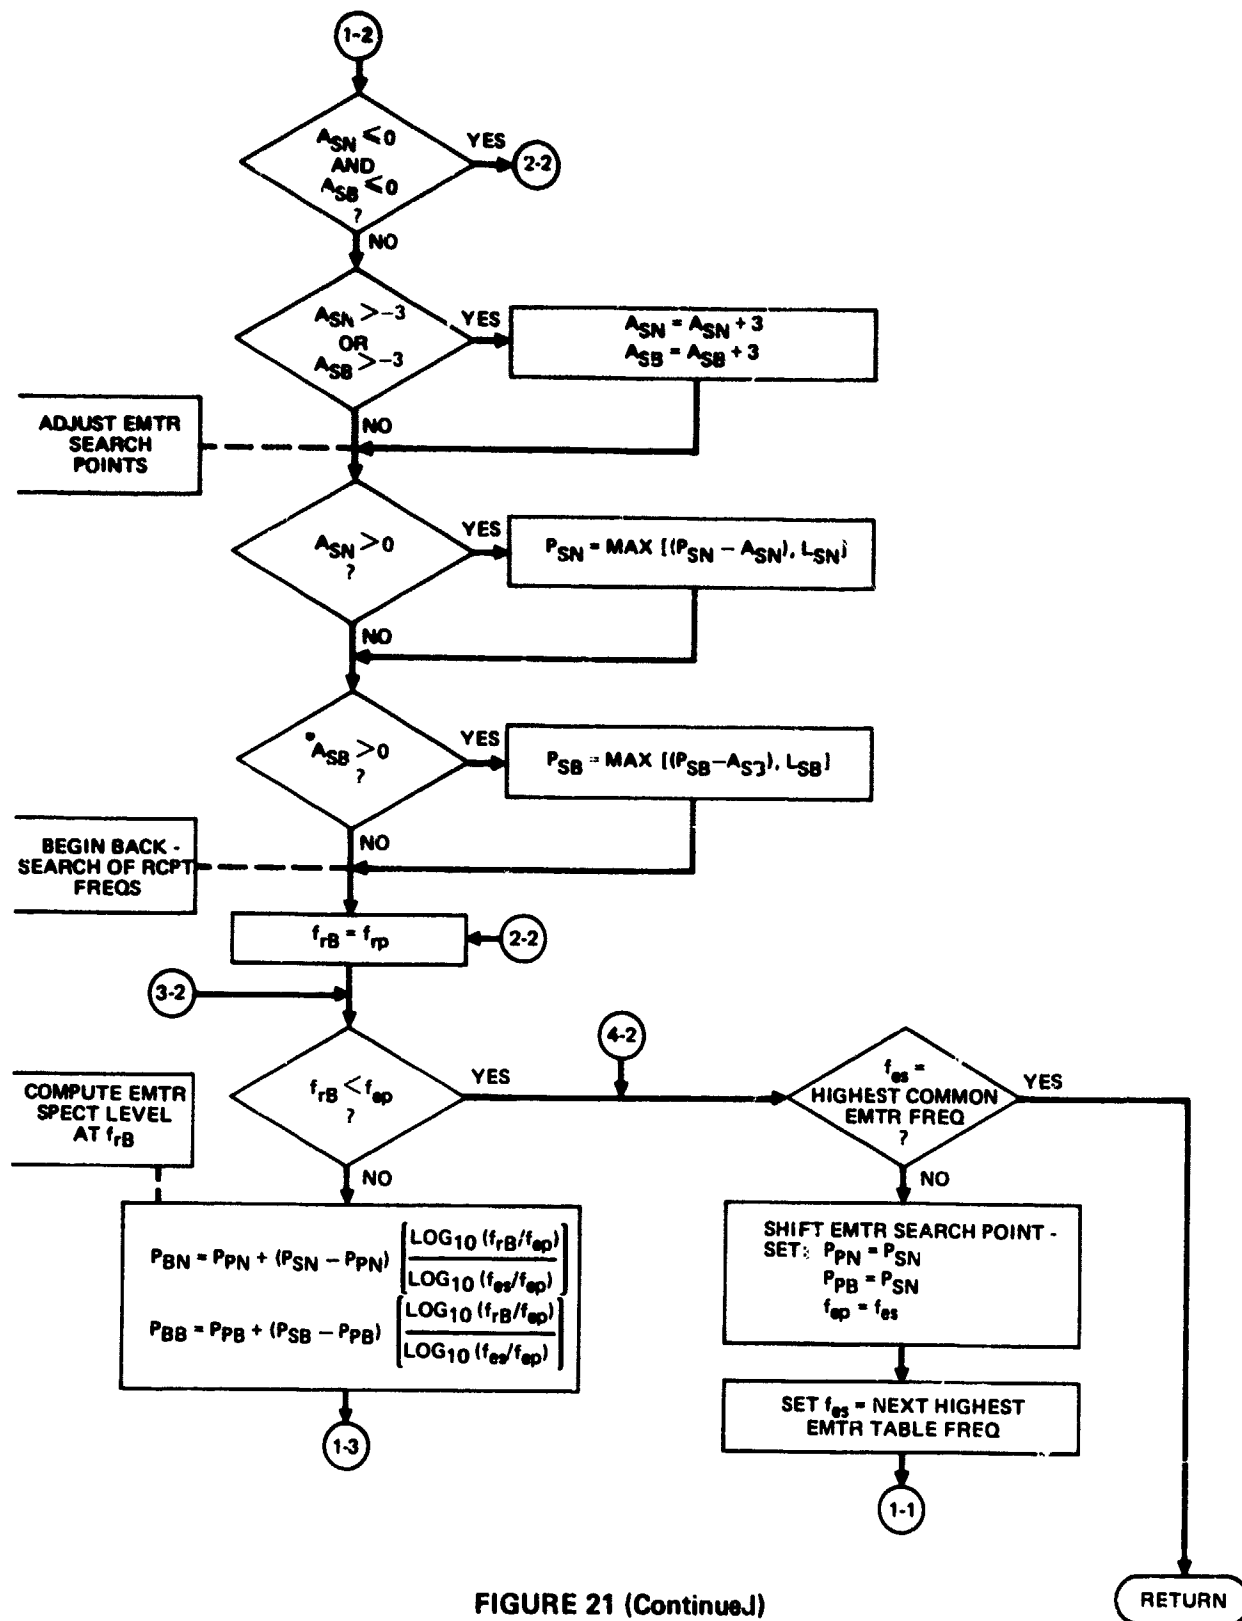 1-2
A_SN ⩽ 0
AND
A_SB ⩽ 0
?
YES
2-2
NO
A_SN > -3
OR
A_SB > -3
YES
A_SN = A_SN + 3
A_SB = A_SB + 3
NO
ADJUST EMTR
SEARCH
POINTS
A_SN > 0
?
YES
P_SN = MAX [(P_SN − A_SN), L_SN]
NO
A_SB > 0
?
YES
P_SB = MAX [(P_SB − A_SB), L_SB]
NO
BEGIN BACK -
SEARCH OF RCPT
FREQS
f_rB = f_rp
2-2
3-2
4-2
f_rB < f_ep
?
YES
NO
f_es =
HIGHEST COMMON
EMTR FREQ
?
YES
NO
COMPUTE EMTR
SPECT LEVEL
AT f_rB
P_BN = P_PN + (P_SN − P_PN) [LOG10 (f_rB/f_ep) / LOG10 (f_es/f_ep)]
P_BB = P_PB + (P_SB − P_PB) [LOG10 (f_rB/f_ep) / LOG10 (f_es/f_ep)]
1-3
SHIFT EMTR SEARCH POINT -
SET: P_PN = P_SN
P_PB = P_SN
f_ep = f_es
SET f_es = NEXT HIGHEST
EMTR TABLE FREQ
1-1
RETURN
FIGURE 21 (Continued)